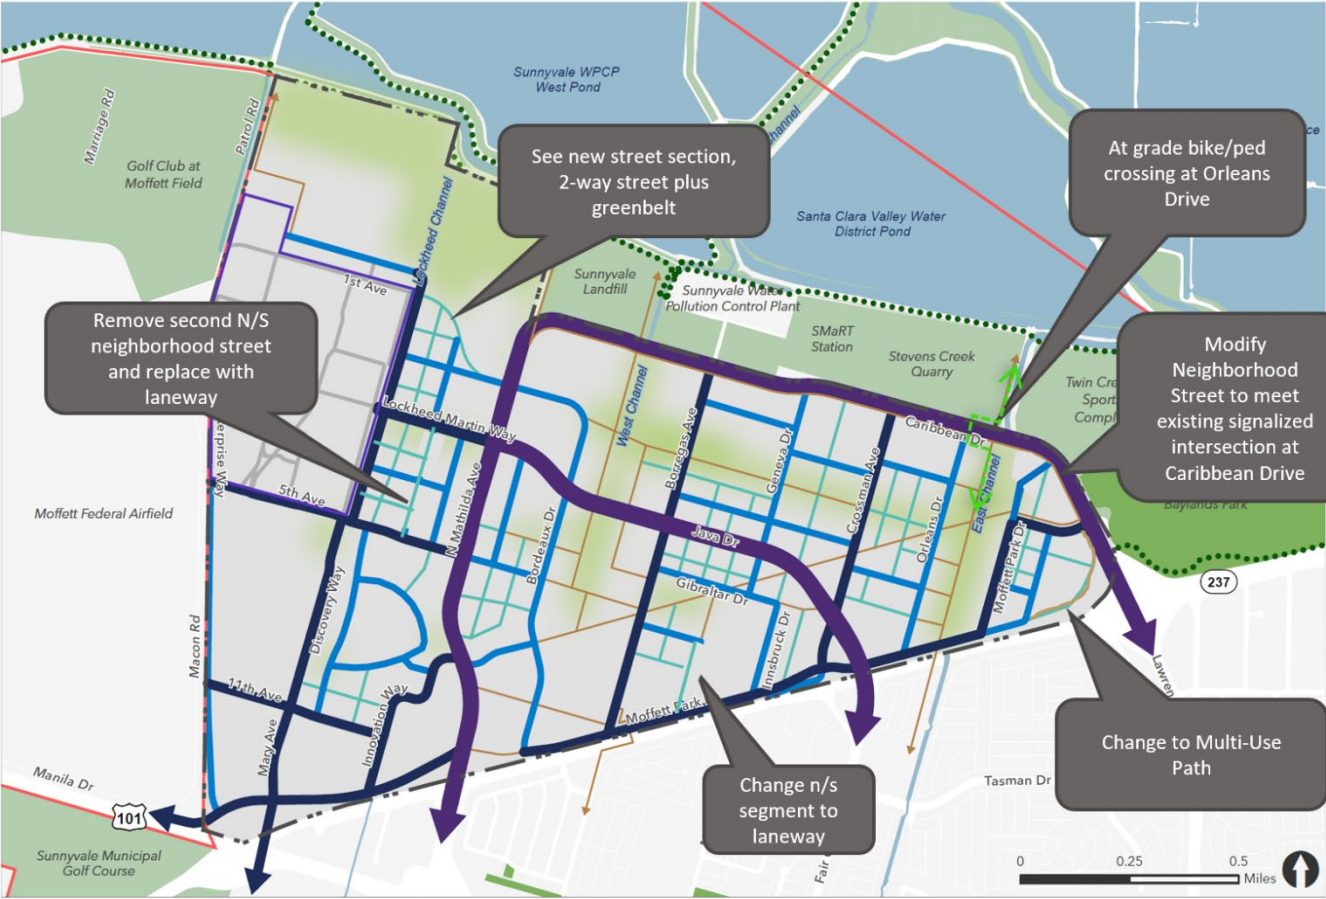 Sunnyvale WPCP
West Pond
Marriage Rd
Patrol Rd
Golf Club at
Moffett Field
See new street section,
2-way street plus
greenbelt
At grade bike/ped
crossing at Orleans
Drive
Lockheed Channel
Santa Clara Valley Water
District Pond
Sunnyvale
Landfill
Sunnyvale Water
Pollution Control Plant
1st Ave
SMaRT
Station
Stevens Creek
Quarry
Remove second N/S
neighborhood street
and replace with
laneway
Modify
Neighborhood
Street to meet
existing signalized
intersection at
Caribbean Drive
Twin Cre
Sport
Compl
Lockheed Martin Way
West Channel
Borregas Ave
Geneva Dr
Caribbean Dr
Crossman Ave
Orleans Dr
East Channel
5th Ave
N Mathilda Ave
Bordeaux Dr
Java Dr
Moffett Park Dr
Baylands Park
Moffett Federal Airfield
237
Discovery Way
Gibraltar Dr
Innsbruck Dr
Macon Rd
11th Ave
Mary Ave
Innovation Way
Moffett Park
Lawren
Change to Multi-Use
Path
Change n/s
segment to
laneway
Manila Dr
101
Tasman Dr
Fair
Sunnyvale Municipal
Golf Course
0 0.25 0.5
Miles